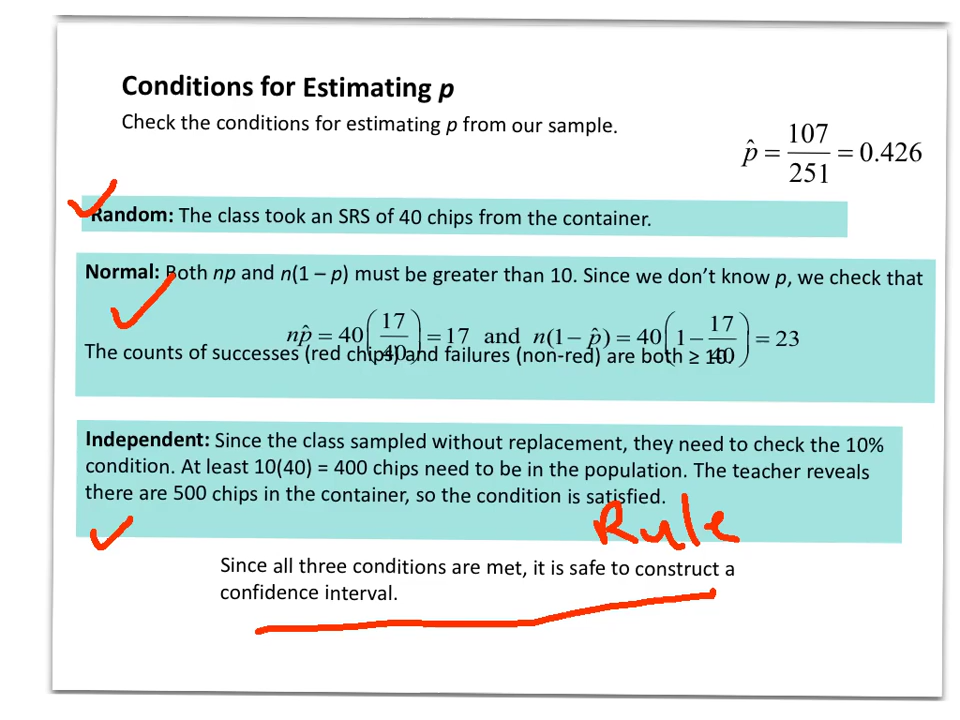 Conditions for Estimating p
Check the conditions for estimating p from our sample.
p̂ = 107/251 = 0.426
Random: The class took an SRS of 40 chips from the container.
Normal: Both np and n(1 – p) must be greater than 10. Since we don't know p, we check that
np̂ = 40(17/40) = 17 and n(1 − p̂) = 40(1 − 17/40) = 23
The counts of successes (red chips) and failures (non-red) are both ≥ 10.
Independent: Since the class sampled without replacement, they need to check the 10%
condition. At least 10(40) = 400 chips need to be in the population. The teacher reveals
there are 500 chips in the container, so the condition is satisfied.
Rule
Since all three conditions are met, it is safe to construct a
confidence interval.